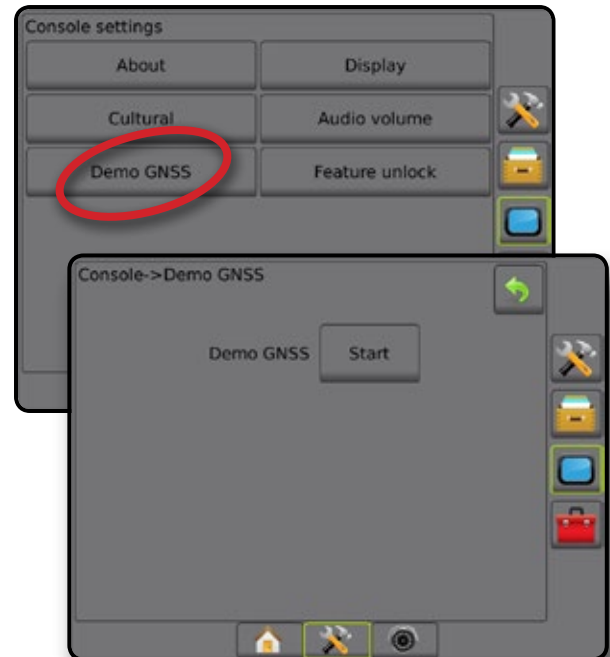 Console settings
About Display
Cultural Audio volume
Demo GNSS Feature unlock
Console->Demo GNSS
Demo GNSS Start